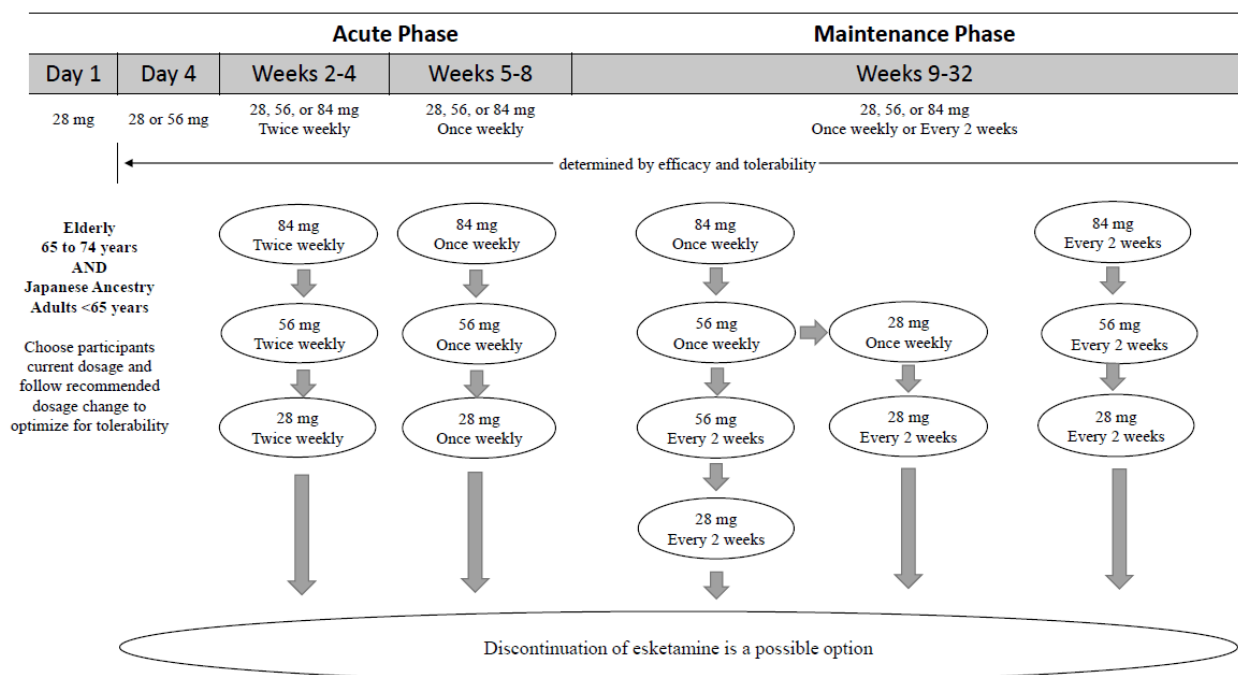 Acute Phase
Maintenance Phase
Day 1
Day 4
Weeks 2-4
Weeks 5-8
Weeks 9-32
28 mg
28 or 56 mg
28, 56, or 84 mg
Twice weekly
28, 56, or 84 mg
Once weekly
28, 56, or 84 mg
Once weekly or Every 2 weeks
determined by efficacy and tolerability
Elderly
65 to 74 years
AND
Japanese Ancestry
Adults <65 years
Choose participants
current dosage and
follow recommended
dosage change to
optimize for tolerability
84 mg
Twice weekly
56 mg
Twice weekly
28 mg
Twice weekly
84 mg
Once weekly
56 mg
Once weekly
28 mg
Once weekly
84 mg
Once weekly
56 mg
Once weekly
56 mg
Every 2 weeks
28 mg
Every 2 weeks
28 mg
Once weekly
28 mg
Every 2 weeks
84 mg
Every 2 weeks
56 mg
Every 2 weeks
28 mg
Every 2 weeks
Discontinuation of esketamine is a possible option